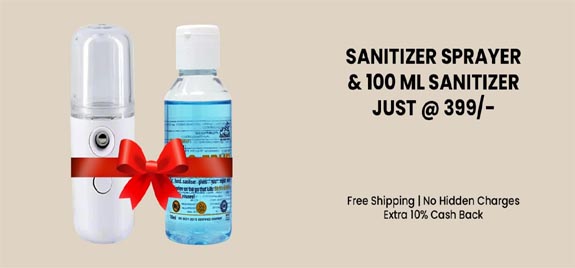 SANITIZER SPRAYER
& 100 ML SANITIZER
JUST @ 399/-
Free Shipping | No Hidden Charges
Extra 10% Cash Back